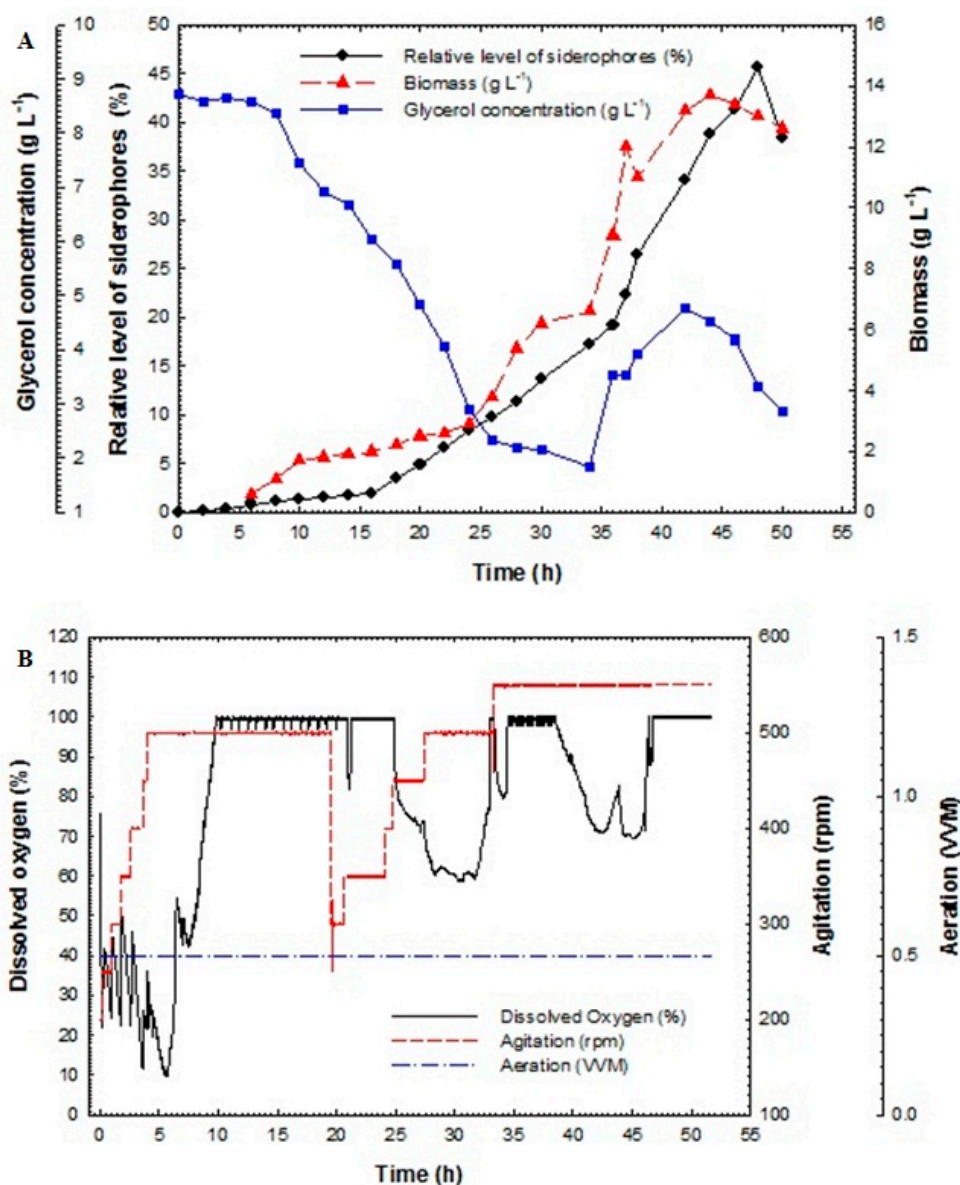 A
Glycerol concentration (g L⁻¹)
10
9
8
7
6
5
4
3
2
1
Relative level of siderophores (%)
50
45
40
35
30
25
20
15
10
5
0
Relative level of siderophores (%)
Biomass (g L⁻¹)
Glycerol concentration (g L⁻¹)
16
14
12
10
8
6
4
2
0
Biomass (g L⁻¹)
0 5 10 15 20 25 30 35 40 45 50 55
Time (h)
B
Dissolved oxygen (%)
120
110
100
90
80
70
60
50
40
30
20
10
0
Dissolved Oxygen (%)
Agitation (rpm)
Aeration (VVM)
600
500
400
300
200
100
Agitation (rpm)
1.5
1.0
0.5
0.0
Aeration (VVM)
0 5 10 15 20 25 30 35 40 45 50 55
Time (h)